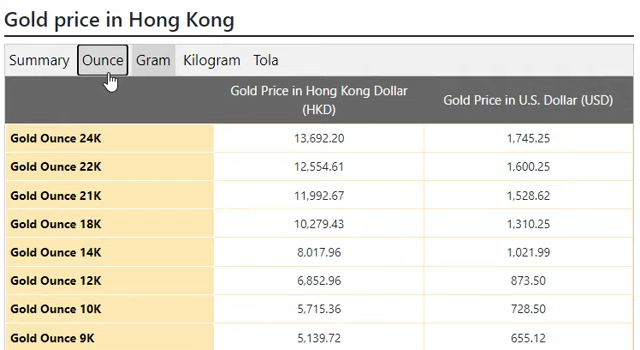 Gold price in Hong Kong
Summary Ounce Gram Kilogram Tola
Gold Price in Hong Kong Dollar (HKD) Gold Price in U.S. Dollar (USD)
Gold Ounce 24K 13,692.20 1,745.25
Gold Ounce 22K 12,554.61 1,600.25
Gold Ounce 21K 11,992.67 1,528.62
Gold Ounce 18K 10,279.43 1,310.25
Gold Ounce 14K 8,017.96 1,021.99
Gold Ounce 12K 6,852.96 873.50
Gold Ounce 10K 5,715.36 728.50
Gold Ounce 9K 5,139.72 655.12